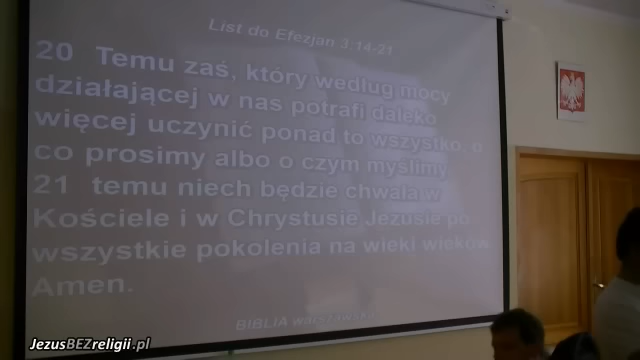 List do Efezjan 3:14-21
20 Temu zaś, który według mocy
działającej w nas potrafi daleko
więcej uczynić ponad to wszystko, o
co prosimy albo o czym myślimy
21 temu niech będzie chwała w
Kościele i w Chrystusie Jezusie po
wszystkie pokolenia na wieki wieków.
Amen.
BIBLIA warszawska
JezusBEZreligii.pl